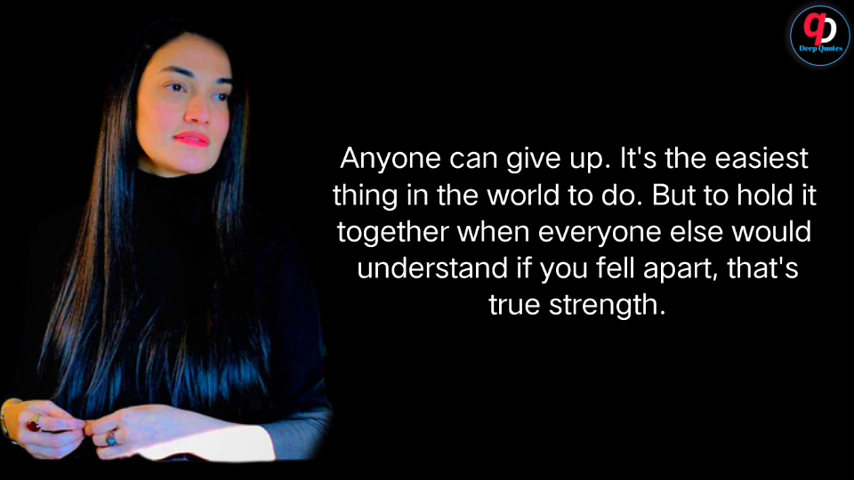 qp
Deep Quotes
Anyone can give up. It's the easiest
thing in the world to do. But to hold it
together when everyone else would
understand if you fell apart, that's
true strength.